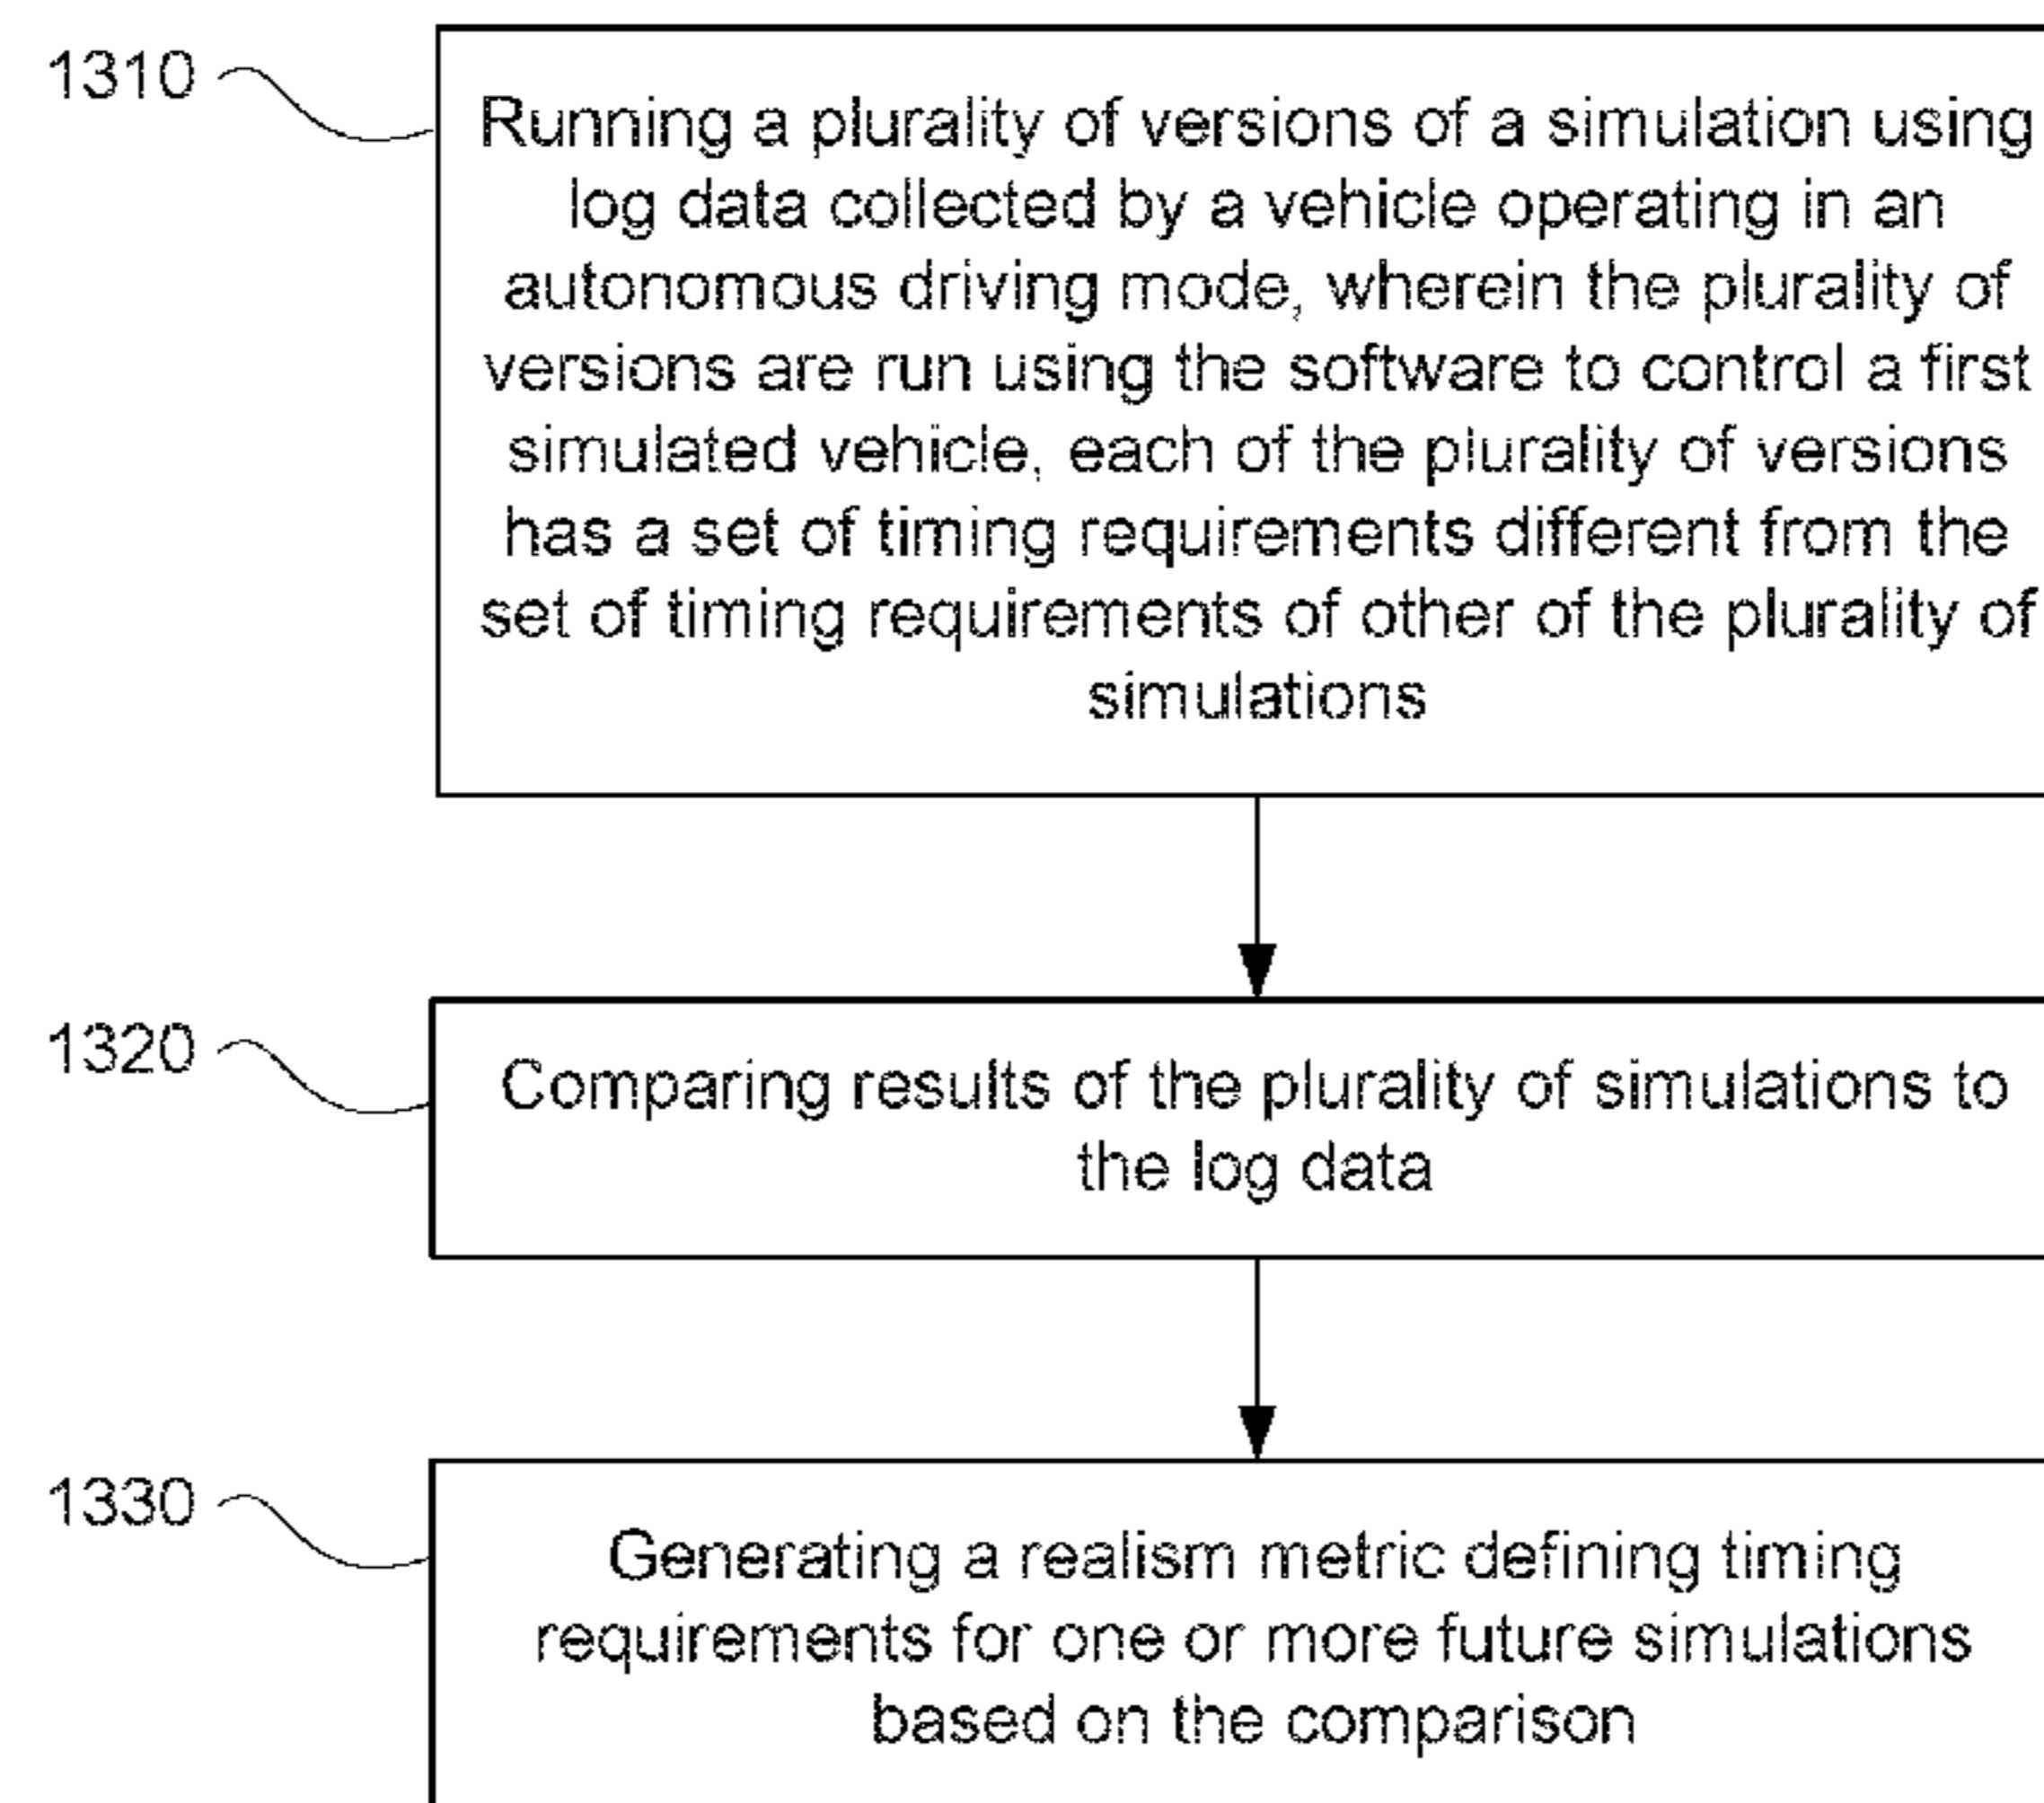 1310
Running a plurality of versions of a simulation using
log data collected by a vehicle operating in an
autonomous driving mode, wherein the plurality of
versions are run using the software to control a first
simulated vehicle, each of the plurality of versions
has a set of timing requirements different from the
set of timing requirements of other of the plurality of
simulations
1320
Comparing results of the plurality of simulations to
the log data
1330
Generating a realism metric defining timing
requirements for one or more future simulations
based on the comparison